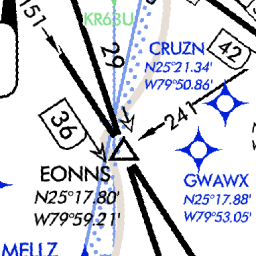 151
KR63U
29
CRUZN
N25°21.34'
W79°50.86'
42
36
241
EONNS
N25°17.80'
W79°59.21'
GWAWX
N25°17.88'
W79°53.05'
MELLZ